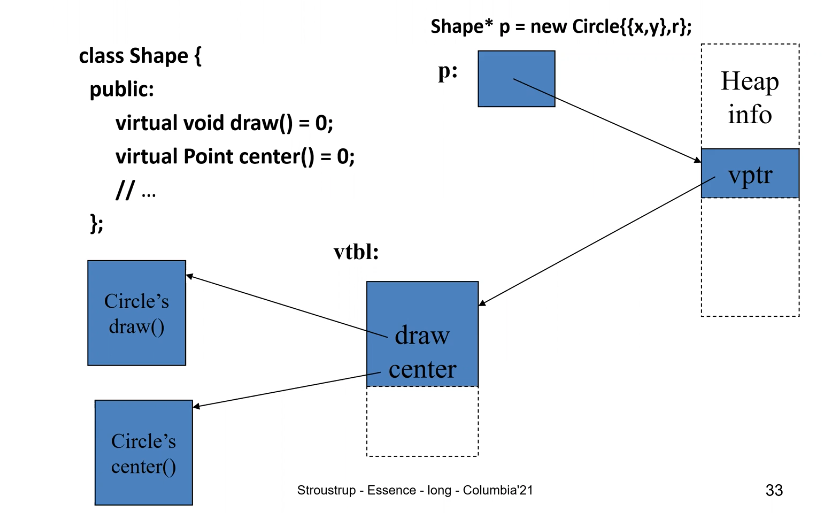 Shape* p = new Circle{{x,y},r};
class Shape {
public:
virtual void draw() = 0;
virtual Point center() = 0;
// ...
};
p:
Heap
info
vptr
vtbl:
draw
center
Circle’s
draw()
Circle’s
center()
Stroustrup - Essence - long - Columbia'21
33